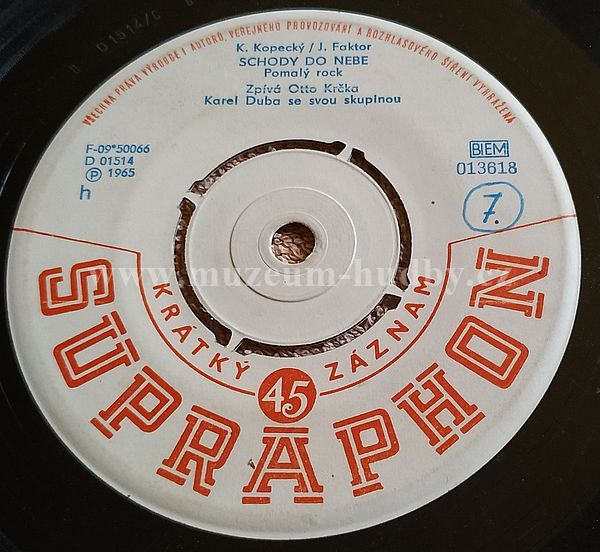 D 01514/C
VŠECHNA PRÁVA VÝROBCE I AUTORŮ, VEŘEJNÉHO PROVOZOVÁNÍ A ROZHLASOVÉHO ŠÍŘENÍ VYHRAŽENA
K. Kopecký / J. Faktor
SCHODY DO NEBE
Pomalý rock
Zpívá Otto Krčka
Karel Duba se svou skupinou
F-09*50066
D 01514
Ⓟ 1965
h
BIEM
013618
7.
www.muzeum-hudby.cz
KRÁTKÝ 45 ZÁZNAM
SUPRAPHON